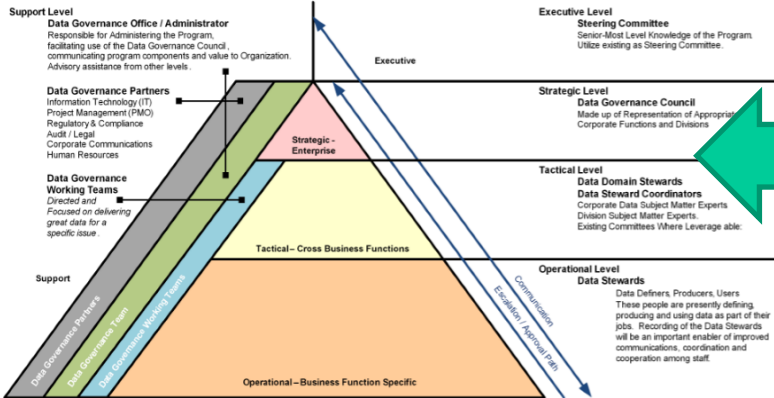 Support Level
Data Governance Office / Administrator
Responsible for Administering the Program,
facilitating use of the Data Governance Council,
communicating program components and value to Organization.
Advisory assistance from other levels.
Data Governance Partners
Information Technology (IT)
Project Management (PMO)
Regulatory & Compliance
Audit / Legal
Corporate Communications
Human Resources
Data Governance
Working Teams
Directed and
Focused on delivering
great data for a
specific issue.
Support
Data Governance Partners
Data Governance Team
Data Governance Working Teams
Executive
Strategic -
Enterprise
Tactical – Cross Business Functions
Operational – Business Function Specific
Communication
Escalation / Approval Path
Executive Level
Steering Committee
Senior-Most Level Knowledge of the Program.
Utilize existing as Steering Committee.
Strategic Level
Data Governance Council
Made up of Representation of
Corporate Functions and Divisions
Tactical Level
Data Domain Stewards
Data Steward Coordinators
Corporate Data Subject Matter Experts
Division Subject Matter Experts.
Existing Committees Where Leverage able.
Operational Level
Data Stewards
Data Definers, Producers, Users
These people are presently defining,
producing and using data as part of their
jobs. Recording of the Data Stewards
will be an important enabler of improved
communications, coordination and
cooperation among staff.